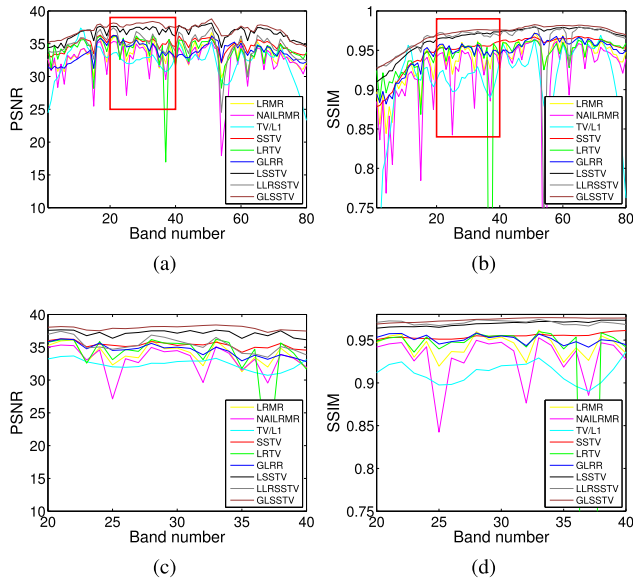 40
35
30
25
20
15
10
PSNR
0
20
40
60
80
Band number
LRMR
NAILRMR
TV/L1
SSTV
LRTV
GLRR
LSSTV
LLRSSTV
GLSSTV
(a)
1
0.95
0.9
0.85
0.8
0.75
SSIM
0
20
40
60
80
Band number
LRMR
NAILRMR
TV/L1
SSTV
LRTV
GLRR
LSSTV
LLRSSTV
GLSSTV
(b)
40
35
30
25
20
15
10
PSNR
20
25
30
35
40
Band number
LRMR
NAILRMR
TV/L1
SSTV
LRTV
GLRR
LSSTV
LLRSSTV
GLSSTV
(c)
0.95
0.9
0.85
0.8
0.75
SSIM
20
25
30
35
40
Band number
LRMR
NAILRMR
TV/L1
SSTV
LRTV
GLRR
LSSTV
LLRSSTV
GLSSTV
(d)